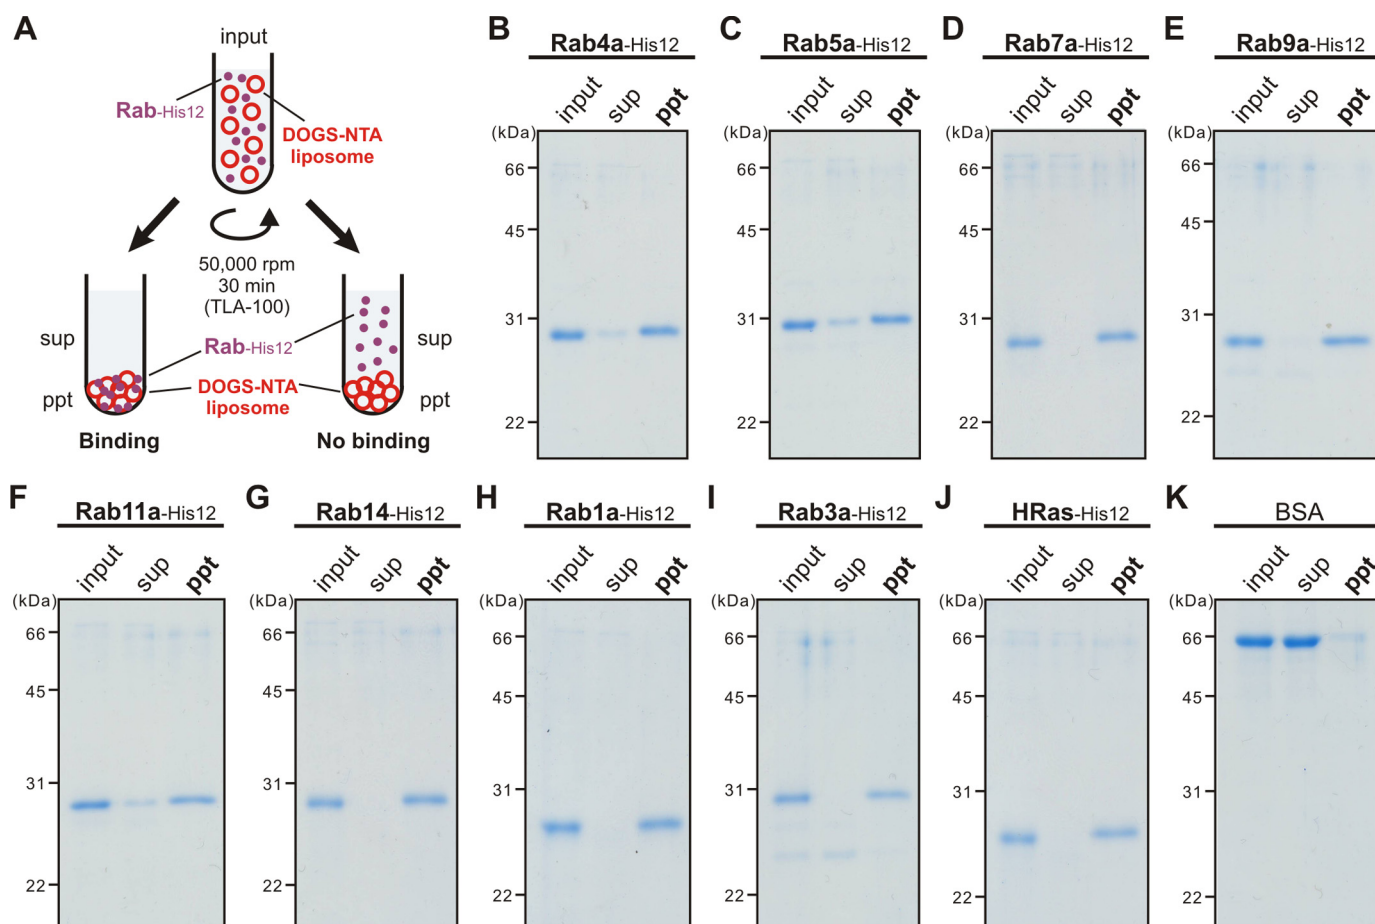 A
input
Rab-His12
DOGS-NTA
liposome
50,000 rpm
30 min
(TLA-100)
sup
Rab-His12
sup
ppt
DOGS-NTA
liposome
ppt
Binding
No binding
B
Rab4a-His12
input sup ppt
(kDa)
66
45
31
22
C
Rab5a-His12
input sup ppt
(kDa)
66
45
31
22
D
Rab7a-His12
input sup ppt
(kDa)
66
45
31
22
E
Rab9a-His12
input sup ppt
(kDa)
66
45
31
22
F
Rab11a-His12
input sup ppt
(kDa)
66
45
31
22
G
Rab14-His12
input sup ppt
(kDa)
66
45
31
22
H
Rab1a-His12
input sup ppt
(kDa)
66
45
31
22
I
Rab3a-His12
input sup ppt
(kDa)
66
45
31
22
J
HRas-His12
input sup ppt
(kDa)
66
45
31
22
K
BSA
input sup ppt
(kDa)
66
45
31
22